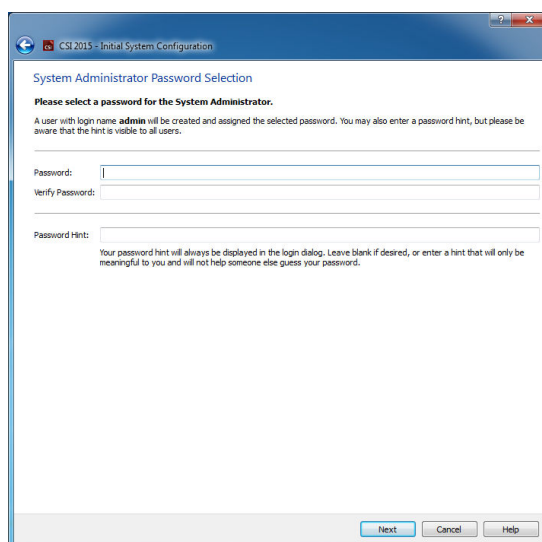 CSI 2015 - Initial System Configuration
System Administrator Password Selection
Please select a password for the System Administrator.
A user with login name admin will be created and assigned the selected password. You may also enter a password hint, but please be
aware that the hint is visible to all users.
Password:
Verify Password:
Password Hint:
Your password hint will always be displayed in the login dialog. Leave blank if desired, or enter a hint that will only be
meaningful to you and will not help someone else guess your password.
Next Cancel Help